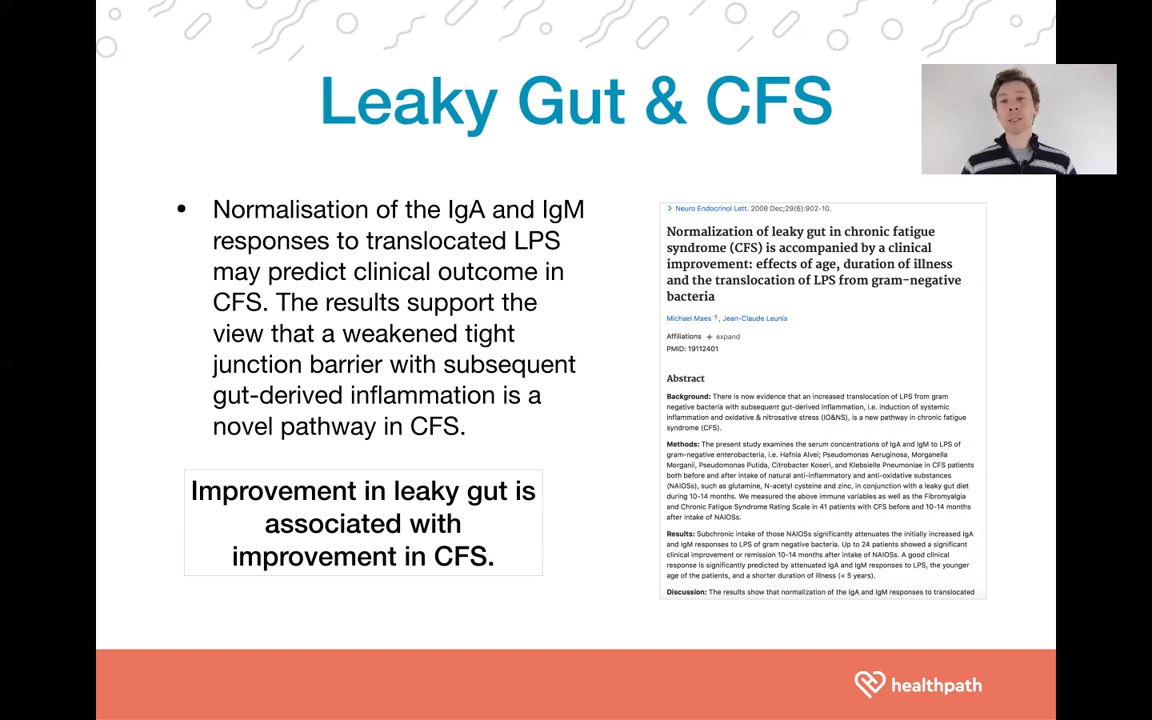 Leaky Gut & CFS
• Normalisation of the IgA and IgM
responses to translocated LPS
may predict clinical outcome in
CFS. The results support the
view that a weakened tight
junction barrier with subsequent
gut-derived inflammation is a
novel pathway in CFS.
Improvement in leaky gut is
associated with
improvement in CFS.
> Neuro Endocrinol Lett. 2008 Dec;29(6):902-10.
Normalization of leaky gut in chronic fatigue
syndrome (CFS) is accompanied by a clinical
improvement: effects of age, duration of illness
and the translocation of LPS from gram-negative
bacteria
Michael Maes 1, Jean-Claude Leunis
Affiliations + expand
PMID: 19112401
Abstract
Background: There is now evidence that an increased translocation of LPS from gram
negative bacteria with subsequent gut-derived inflammation, i.e. induction of systemic
inflammation and oxidative & nitrosative stress (IO&NS), is a new pathway in chronic fatigue
syndrome (CFS).
Methods: The present study examines the serum concentrations of IgA and IgM to LPS of
gram-negative enterobacteria, i.e. Hafnia Alvei; Pseudomonas Aeruginosa, Morganella
Morganii, Pseudomonas Putida, Citrobacter Koseri, and Klebsielle Pneumoniae in CFS patients
both before and after intake of natural anti-inflammatory and anti-oxidative substances
(NAIOSs), such as glutamine, N-acetyl cysteine and zinc, in conjunction with a leaky gut diet
during 10-14 months. We measured the above immune variables as well as the Fibromyalgia
and Chronic Fatigue Syndrome Rating Scale in 41 patients with CFS before and 10-14 months
after intake of NAIOSs.
Results: Subchronic intake of those NAIOSs significantly attenuates the initially increased IgA
and IgM responses to LPS of gram negative bacteria. Up to 24 patients showed a significant
clinical improvement or remission 10-14 months after intake of NAIOSs. A good clinical
response is significantly predicted by attenuated IgA and IgM responses to LPS, the younger
age of the patients, and a shorter duration of illness (< 5 years).
Discussion: The results show that normalization of the IgA and IgM responses to translocated
healthpath